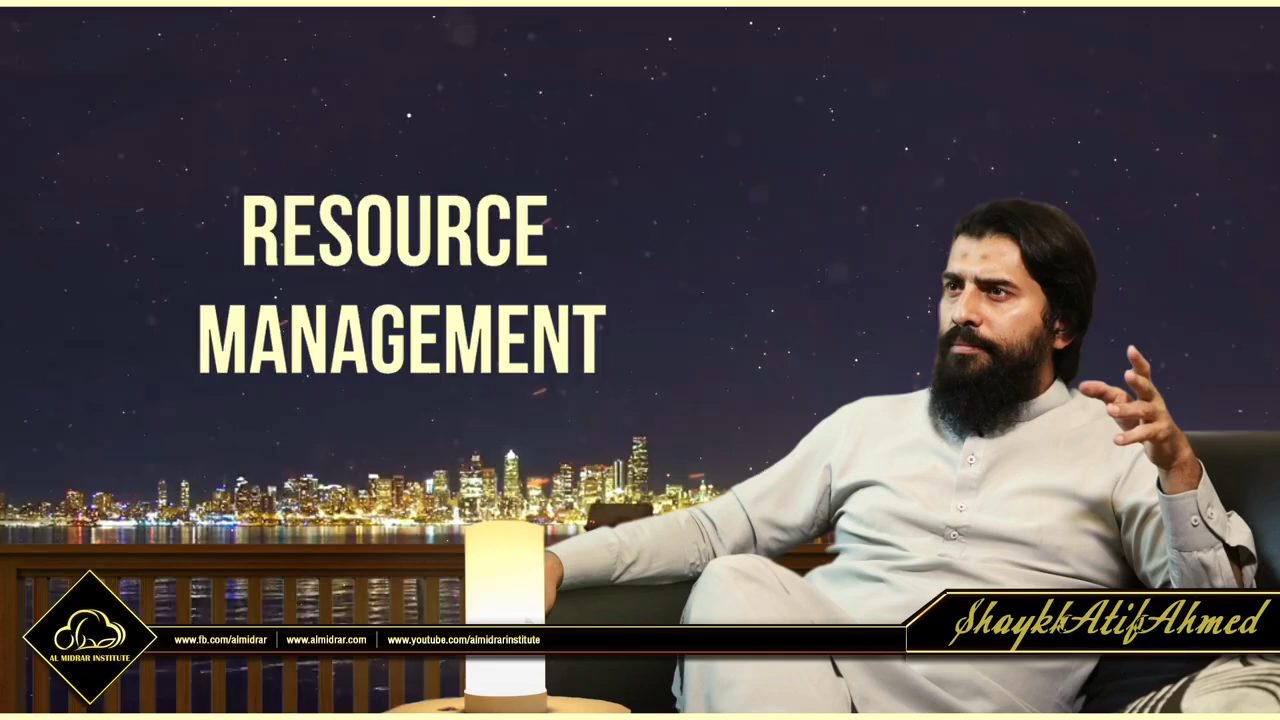 RESOURCE
MANAGEMENT
ShaykhAtifAhmed
www.fb.com/almidrar
www.almidrar.com
www.youtube.com/almidrarinstitute
AL MIDRAR INSTITUTE